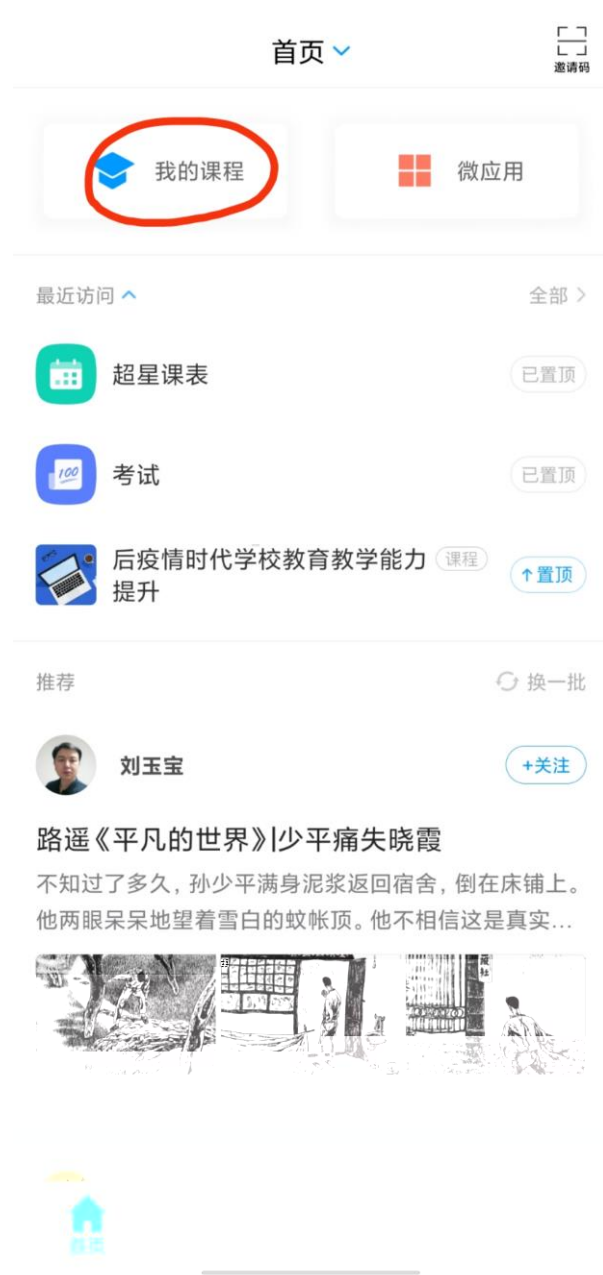 首页
邀请码
我的课程
微应用
最近访问
全部
超星课表
已置顶
100
考试
已置顶
后疫情时代学校教育教学能力 课程
提升
置顶
推荐
换一批
刘玉宝
+关注
路遥《平凡的世界》|少平痛失晓霞
不知过了多久，孙少平满身泥浆返回宿舍，倒在床铺上。
他两眼呆呆地望着雪白的蚊帐顶。他不相信这是真实...
首页